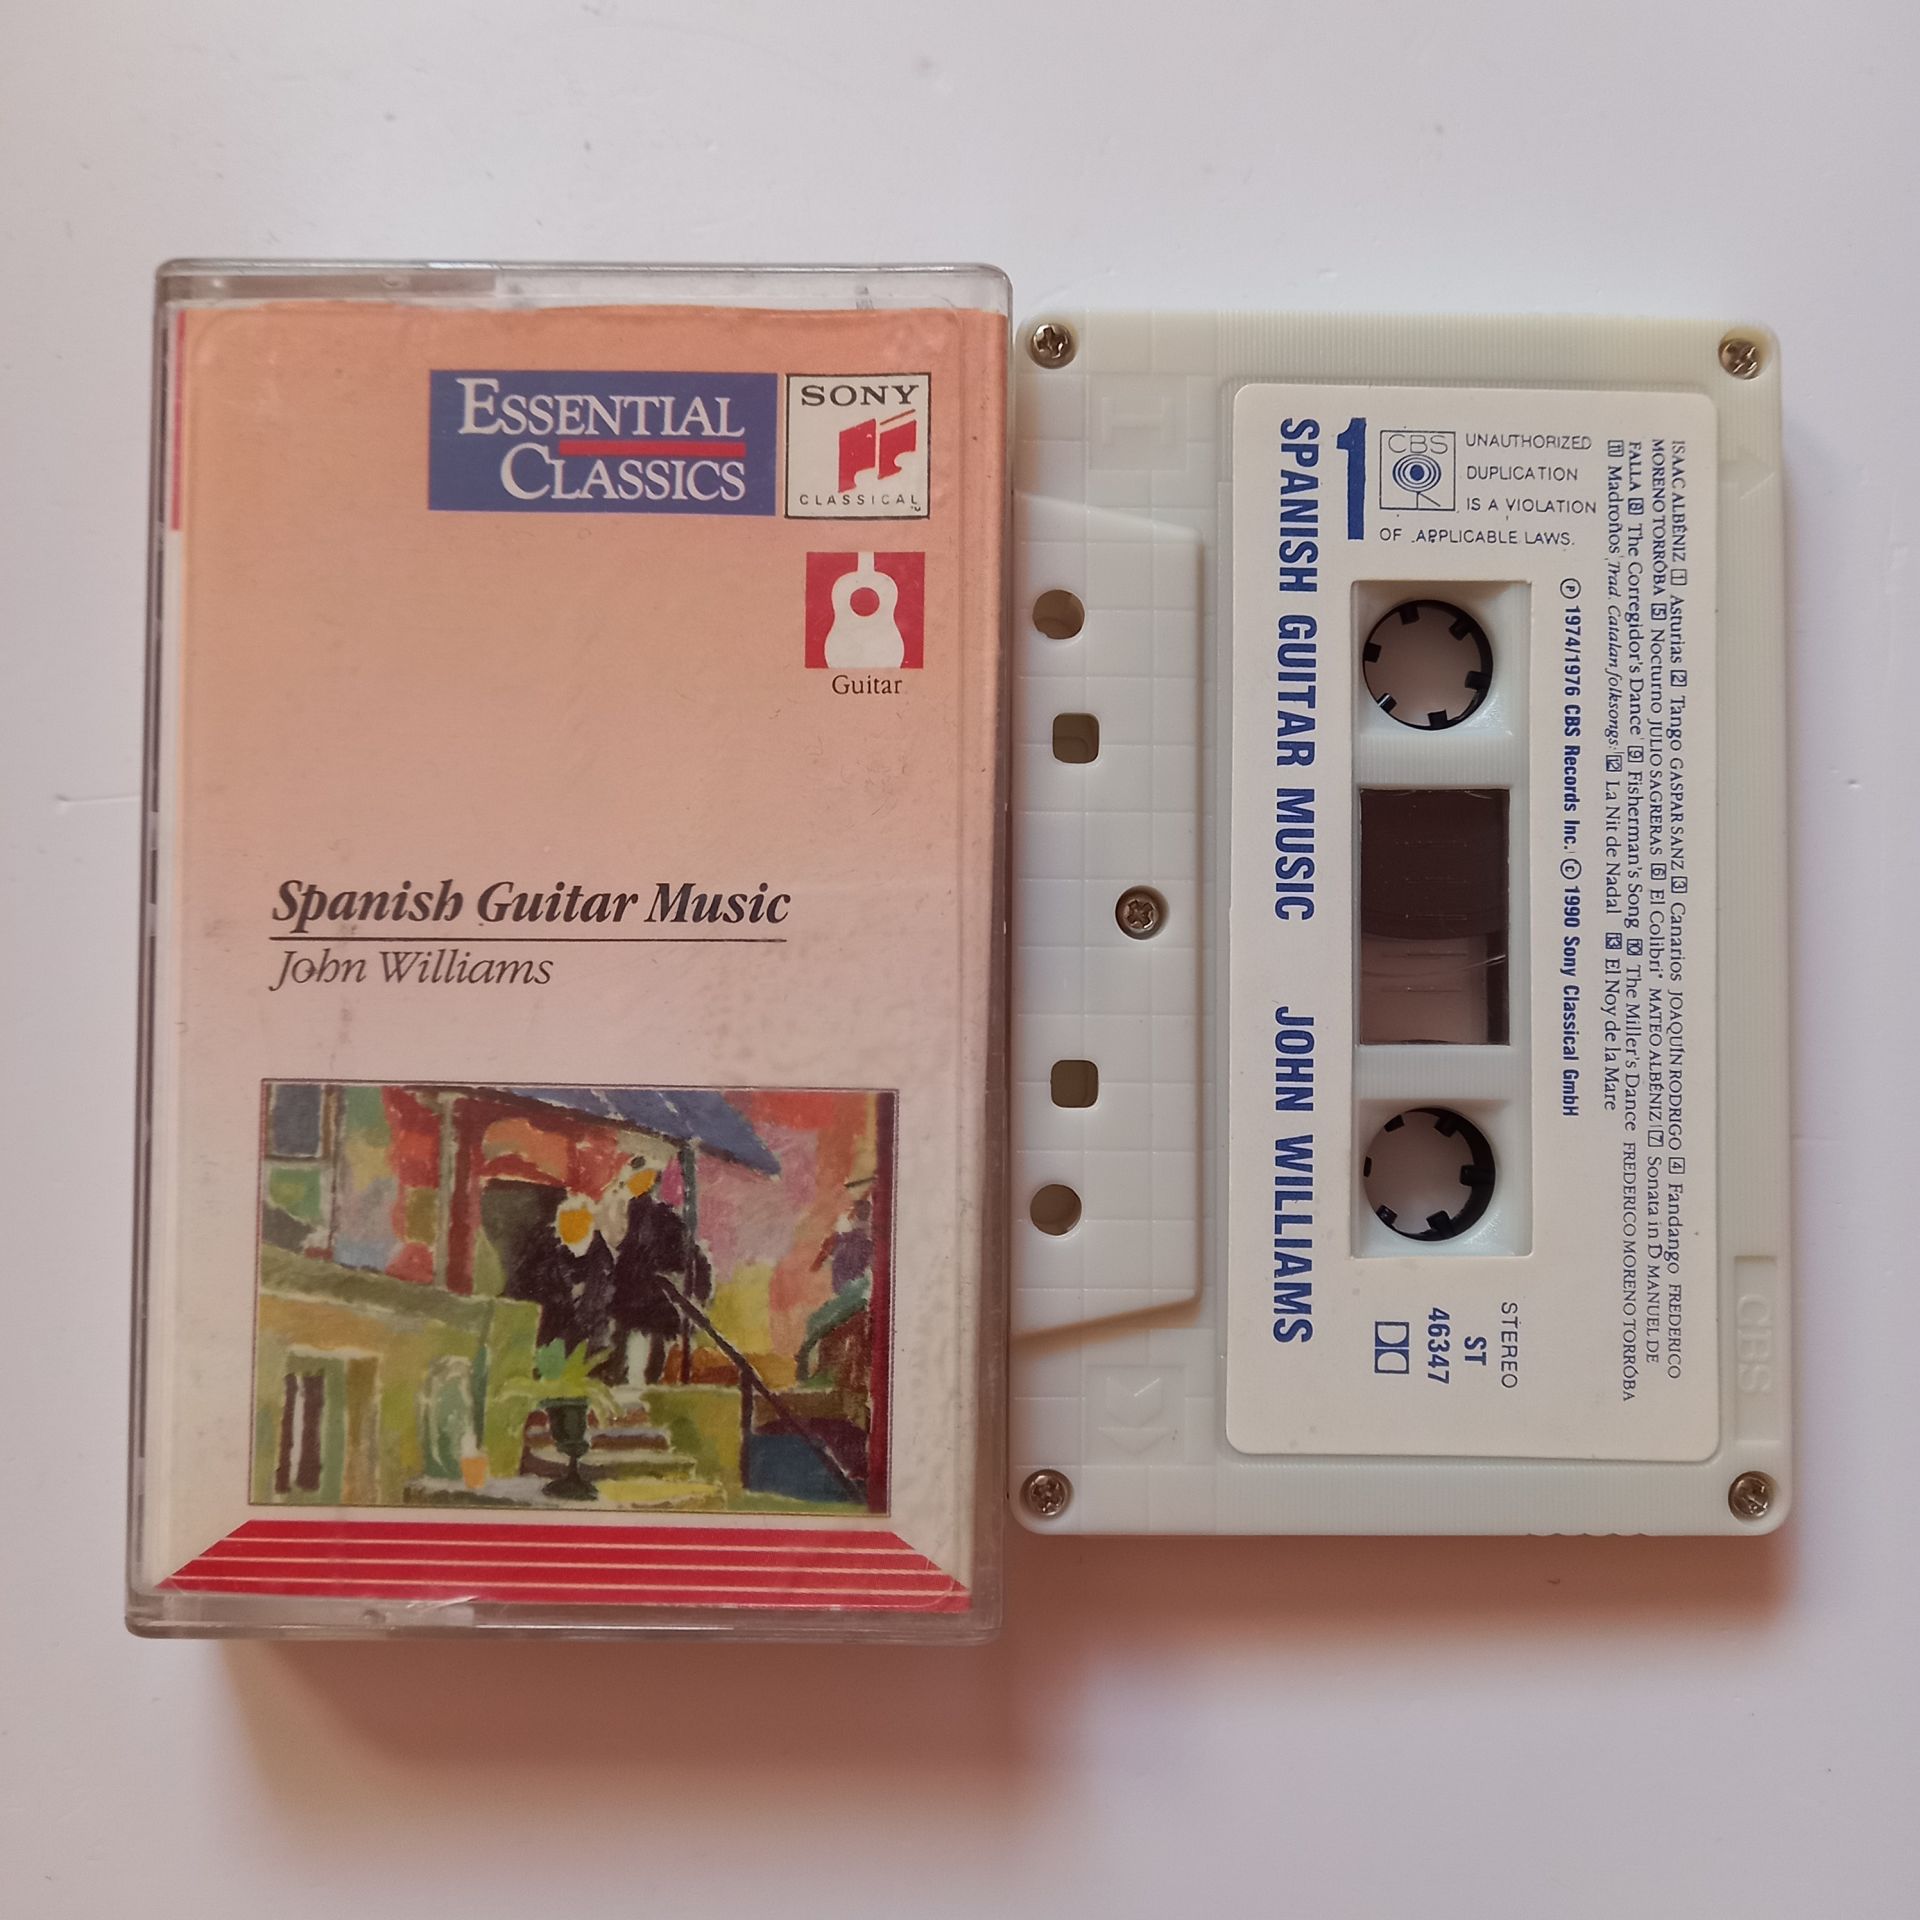 ESSENTIAL
CLASSICS
SONY
CLASSICAL
Guitar
Spanish Guitar Music
John Williams
1
CBS
UNAUTHORIZED
DUPLICATION
IS A VIOLATION
OF APPLICABLE LAWS.
ISAAC ALBÉNIZ 1 Asturias 2 Tango GASPAR SANZ 3 Canarios JOAQUÍN RODRIGO 4 Fandango FREDERICO
MORENO TORRÓBA 5 Nocturno JULIO SAGRERAS 6 El Colibri MATEO ALBÉNIZ 7 Sonata in D MANUEL DE
FALLA 8 The Corregidor's Dance 9 Fisherman's Song 10 The Miller's Dance FREDERICO MORENO TORRÓBA
11 Madroños Trad. Catalan folksongs: 12 La Nit de Nadal 13 El Noy de la Mare
℗ 1974/1976 CBS Records Inc. © 1990 Sony Classical GmbH
STEREO
ST
46347
SPANISH GUITAR MUSIC JOHN WILLIAMS
CBS